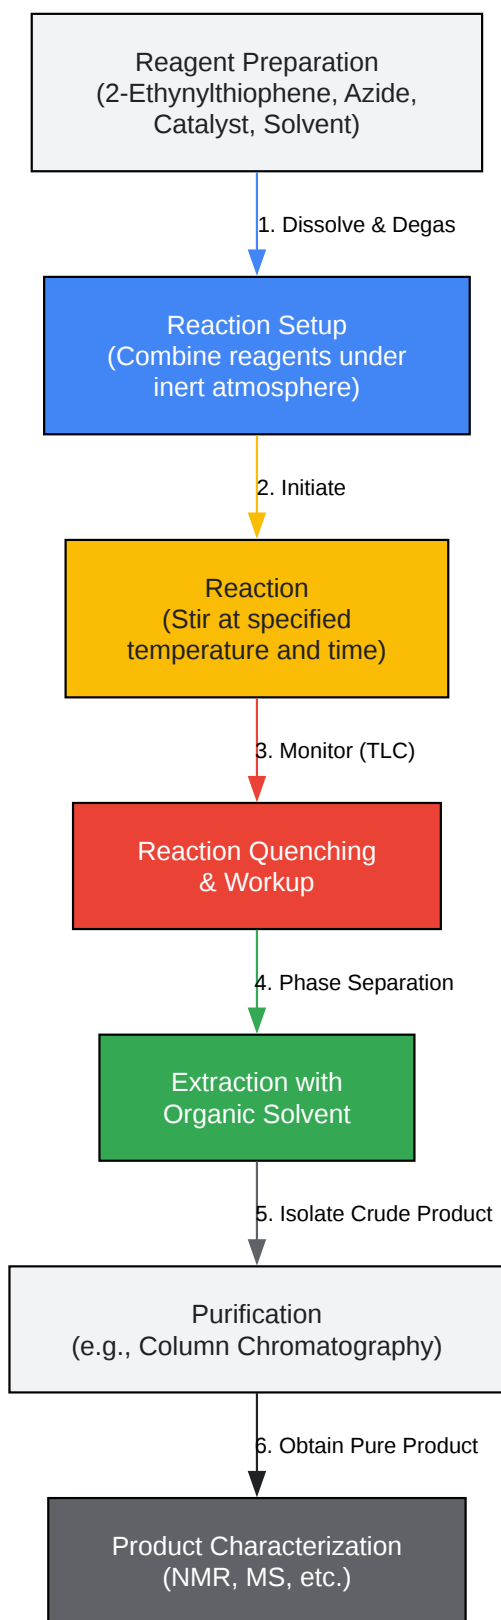 Reagent Preparation
(2-Ethynylthiophene, Azide,
Catalyst, Solvent)
1. Dissolve & Degas
Reaction Setup
(Combine reagents under
inert atmosphere)
2. Initiate
Reaction
(Stir at specified
temperature and time)
3. Monitor (TLC)
Reaction Quenching
& Workup
4. Phase Separation
Extraction with
Organic Solvent
5. Isolate Crude Product
Purification
(e.g., Column Chromatography)
6. Obtain Pure Product
Product Characterization
(NMR, MS, etc.)